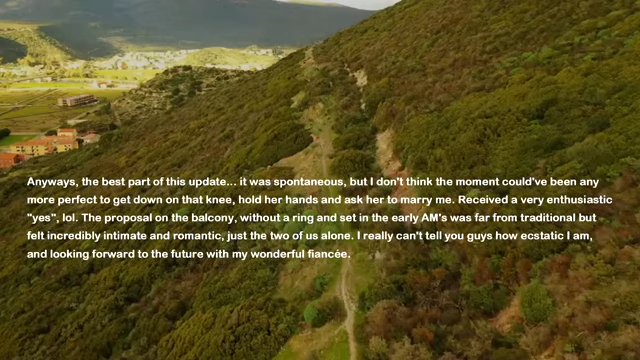 Anyways, the best part of this update... it was spontaneous, but I don't think the moment could've been any
more perfect to get down on that knee, hold her hands and ask her to marry me. Received a very enthusiastic
"yes", lol. The proposal on the balcony, without a ring and set in the early AM's was far from traditional but
felt incredibly intimate and romantic, just the two of us alone. I really can't tell you guys how ecstatic I am,
and looking forward to the future with my wonderful fiancée.